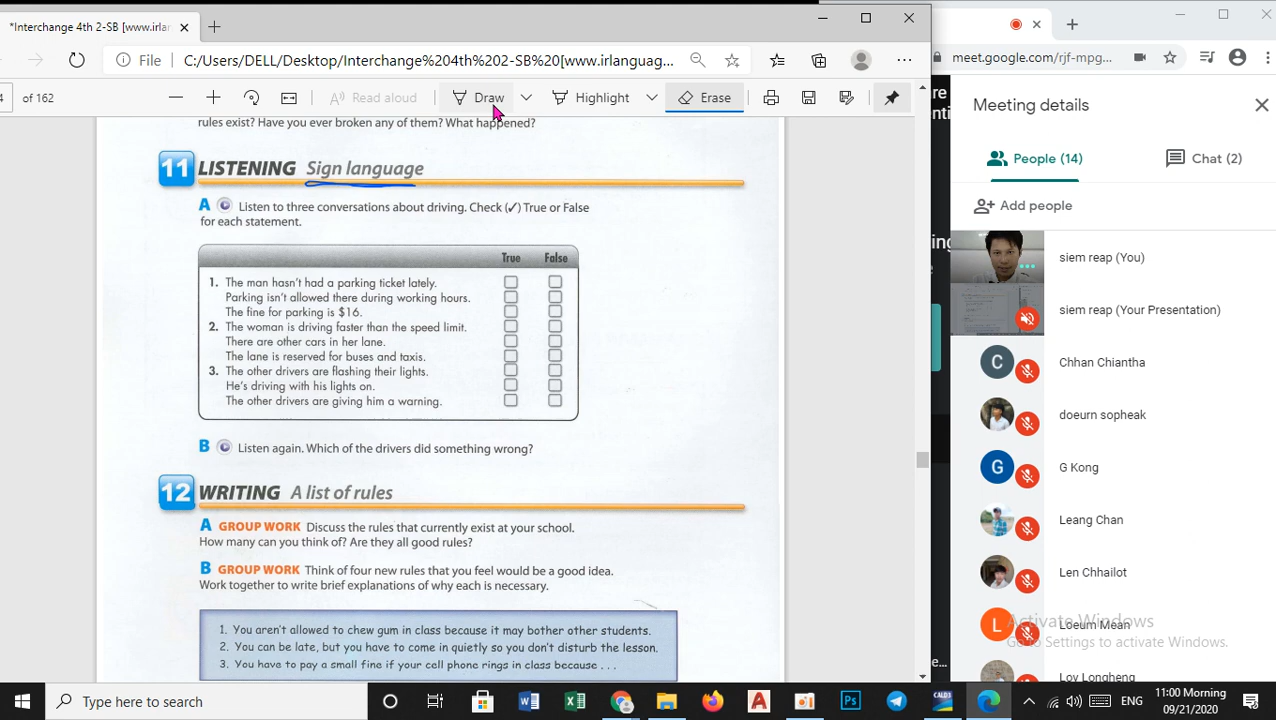 *Interchange 4th 2-SB [www.irlan
File
C:/Users/DELL/Desktop/Interchange%204th%202-SB%20[www.irlanguag...
meet.google.com/rjf-mpg
4 of 162
Read aloud
Draw
Highlight
Erase
rules exist? Have you ever broken any of them? What happened?
11 LISTENING Sign language
A Listen to three conversations about driving. Check (✓) True or False
for each statement.
True False
1. The man hasn't had a parking ticket lately.
Parking isn't allowed there during working hours.
The fine for parking is $16.
2. The woman is driving faster than the speed limit.
There are other cars in her lane.
The lane is reserved for buses and taxis.
3. The other drivers are flashing their lights.
He's driving with his lights on.
The other drivers are giving him a warning.
B Listen again. Which of the drivers did something wrong?
12 WRITING A list of rules
A GROUP WORK Discuss the rules that currently exist at your school.
How many can you think of? Are they all good rules?
B GROUP WORK Think of four new rules that you feel would be a good idea.
Work together to write brief explanations of why each is necessary.
1. You aren't allowed to chew gum in class because it may bother other students.
2. You can be late, but you have to come in quietly so you don't disturb the lesson.
3. You have to pay a small fine if your cell phone rings in class because . . .
Meeting details
People (14)
Chat (2)
Add people
siem reap (You)
siem reap (Your Presentation)
C Chhan Chiantha
doeurn sopheak
G G Kong
Leang Chan
Len Chhailot
L Loeum Mean
Loy Longheng
Activate Windows
Go to Settings to activate Windows.
Type here to search
ENG
11:00 Morning
09/21/2020